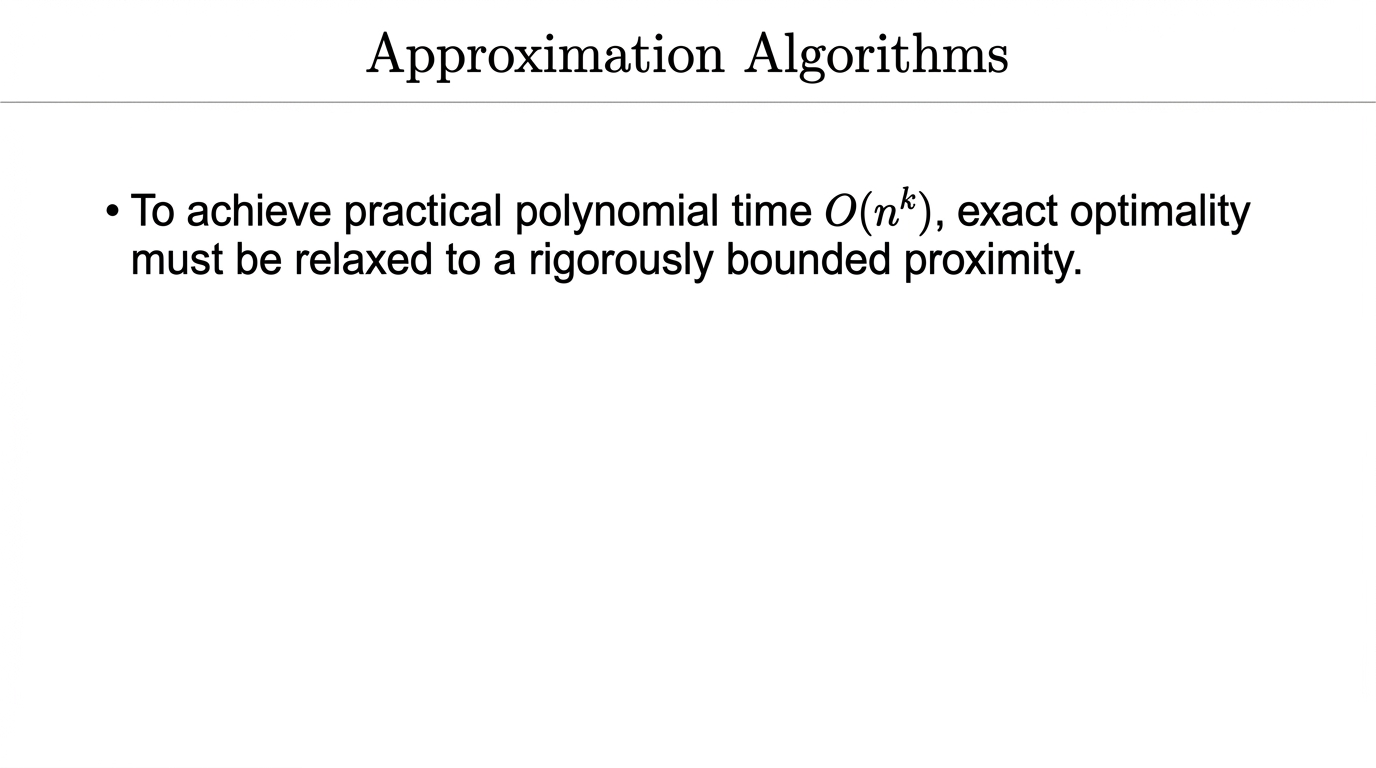 Approximation Algorithms
• To achieve practical polynomial time O(n^k), exact optimality
must be relaxed to a rigorously bounded proximity.